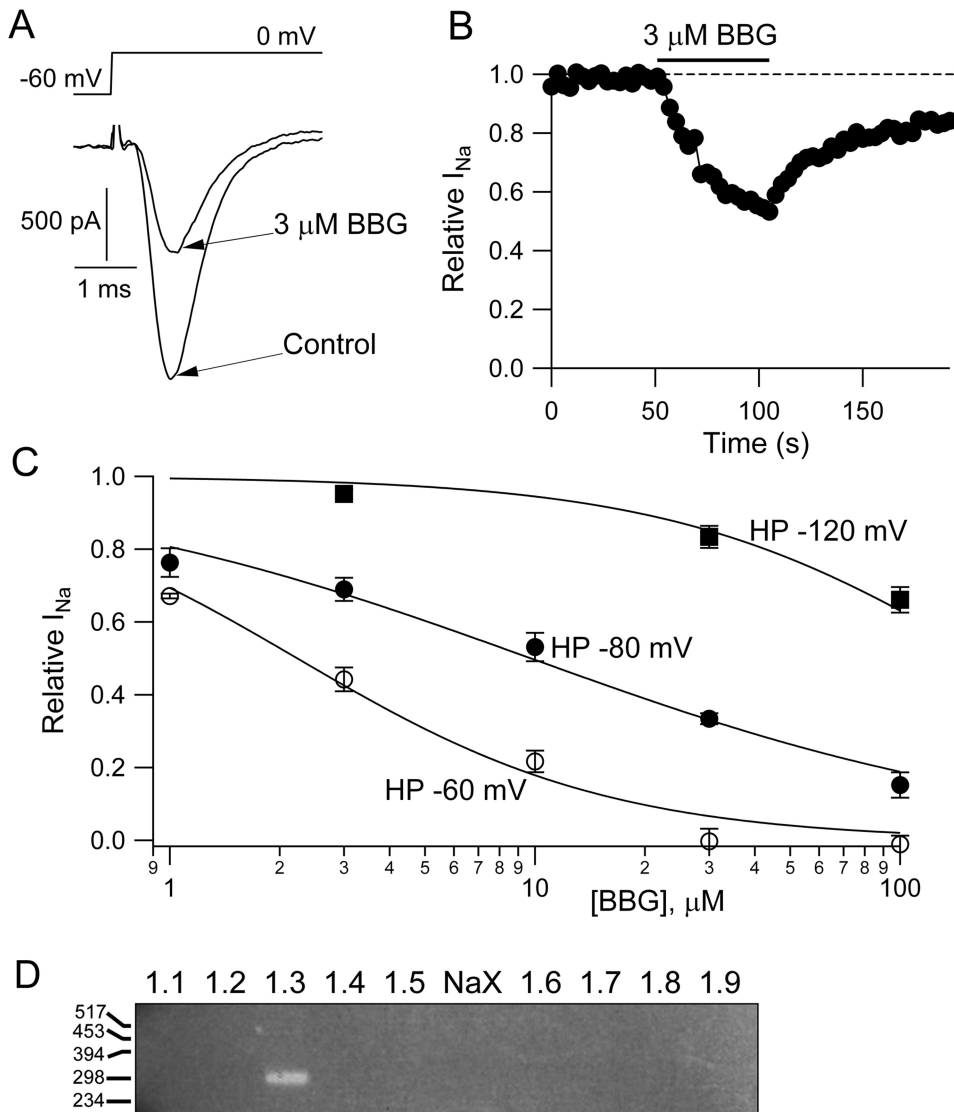 A
0 mV
-60 mV
500 pA
3 μM BBG
1 ms
Control
B
3 μM BBG
1.0
0.8
0.6
0.4
0.2
0.0
Relative INa
0 50 100 150
Time (s)
C
1.0
0.8
0.6
0.4
0.2
0.0
Relative INa
HP -120 mV
HP -80 mV
HP -60 mV
9 2 3 4 5 6 7 8 9 2 3 4 5 6 7 8 9
1 10 100
[BBG], μM
D
1.1 1.2 1.3 1.4 1.5 NaX 1.6 1.7 1.8 1.9
517
453
394
298
234